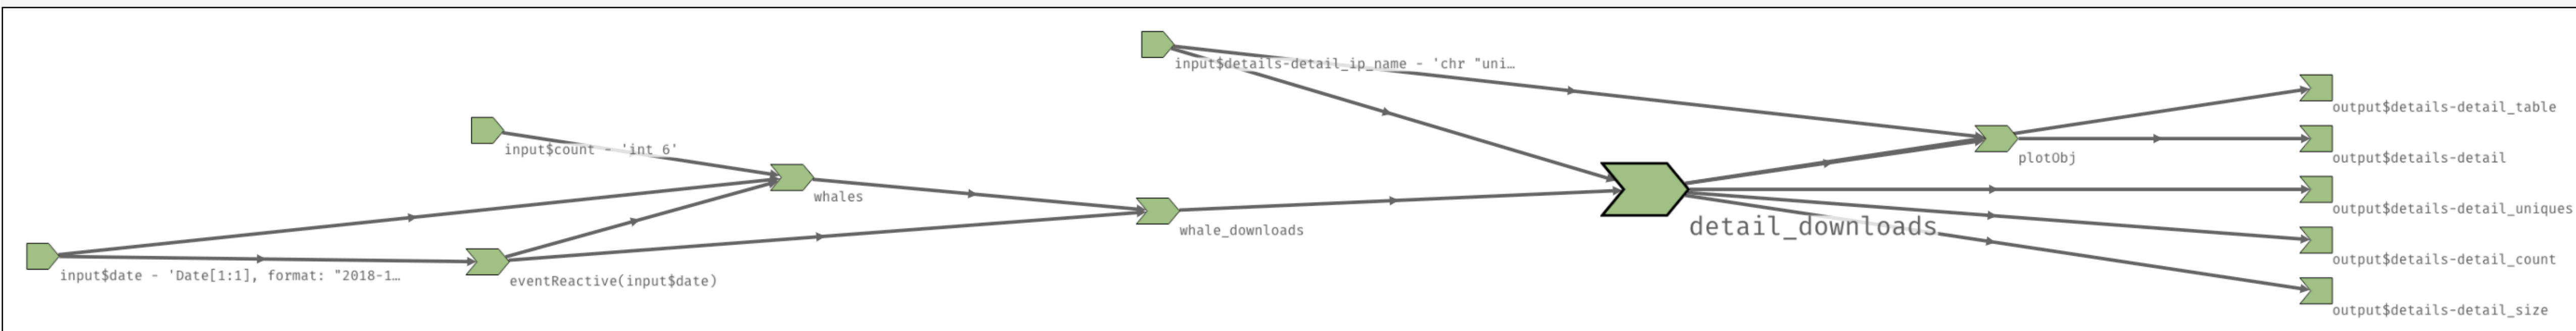 input$details-detail_ip_name - 'chr "uni…
output$details-detail_table
input$count - 'int 6'
plotObj
output$details-detail
whales
output$details-detail_uniques
whale_downloads
detail_downloads
output$details-detail_count
input$date - 'Date[1:1], format: "2018-1…
eventReactive(input$date)
output$details-detail_size